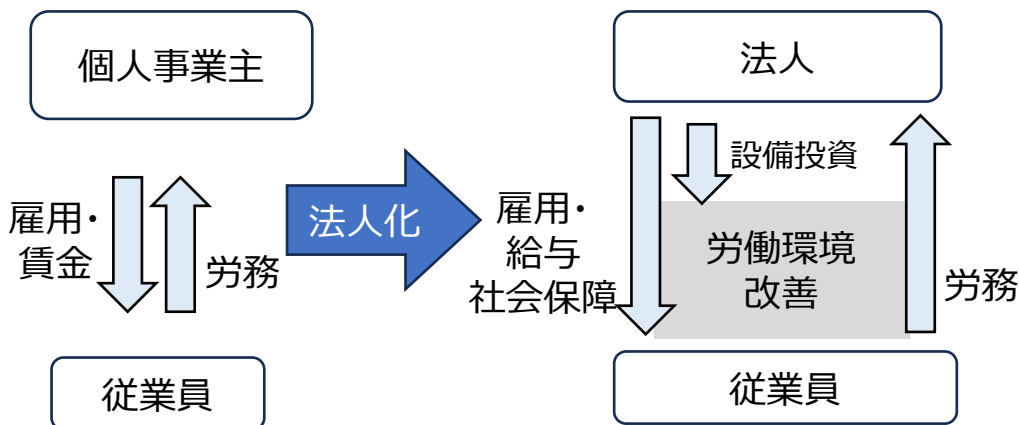 個人事業主
雇用・
賃金
労務
従業員
法人化
法人
設備投資
雇用・
給与
社会保障
労働環境
改善
労務
従業員